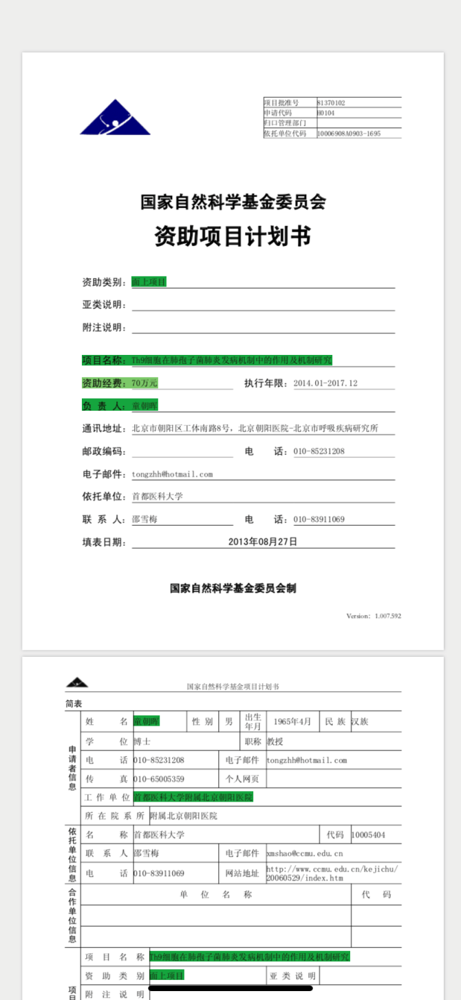 项目批准号 81370102
申请代码 H0104
归口管理部门
依托单位代码 10006908A0903-1695
国家自然科学基金委员会
资助项目计划书
资助类别： 面上项目
亚类说明：
附注说明：
项目名称： Th9细胞在肺孢子菌肺炎发病机制中的作用及机制研究
资助经费： 70万元 执行年限： 2014.01-2017.12
负 责 人： 童朝晖
通讯地址： 北京市朝阳区工体南路8号，北京朝阳医院-北京市呼吸疾病研究所
邮政编码： 电 话： 010-85231208
电子邮件： tongzhh@hotmail.com
依托单位： 首都医科大学
联 系 人： 邵雪梅 电 话： 010-83911069
填表日期： 2013年08月27日
国家自然科学基金委员会制
Version: 1.007.592
国家自然科学基金项目计划书
简表
申请者信息
姓 名 童朝晖 性 别 男 出生年月 1965年4月 民 族 汉族
学 位 博士 职称 教授
电 话 010-85231208 电子邮件 tongzhh@hotmail.com
传 真 010-65005359 个人网页
工 作 单 位 首都医科大学附属北京朝阳医院
所 在 院 系 所 附属北京朝阳医院
依托单位信息
名 称 首都医科大学 代码 10005404
联 系 人 邵雪梅 电子邮件 xmshao@ccmu.edu.cn
电 话 010-83911069 网站地址 http://www.ccmu.edu.cn/kejichu/
20060529/index.htm
合作单位信息
单 位 名 称 代 码
项目
项 目 名 称 Th9细胞在肺孢子菌肺炎发病机制中的作用及机制研究
资 助 类 别 面上项目 亚 类 说 明
附 注 说 明